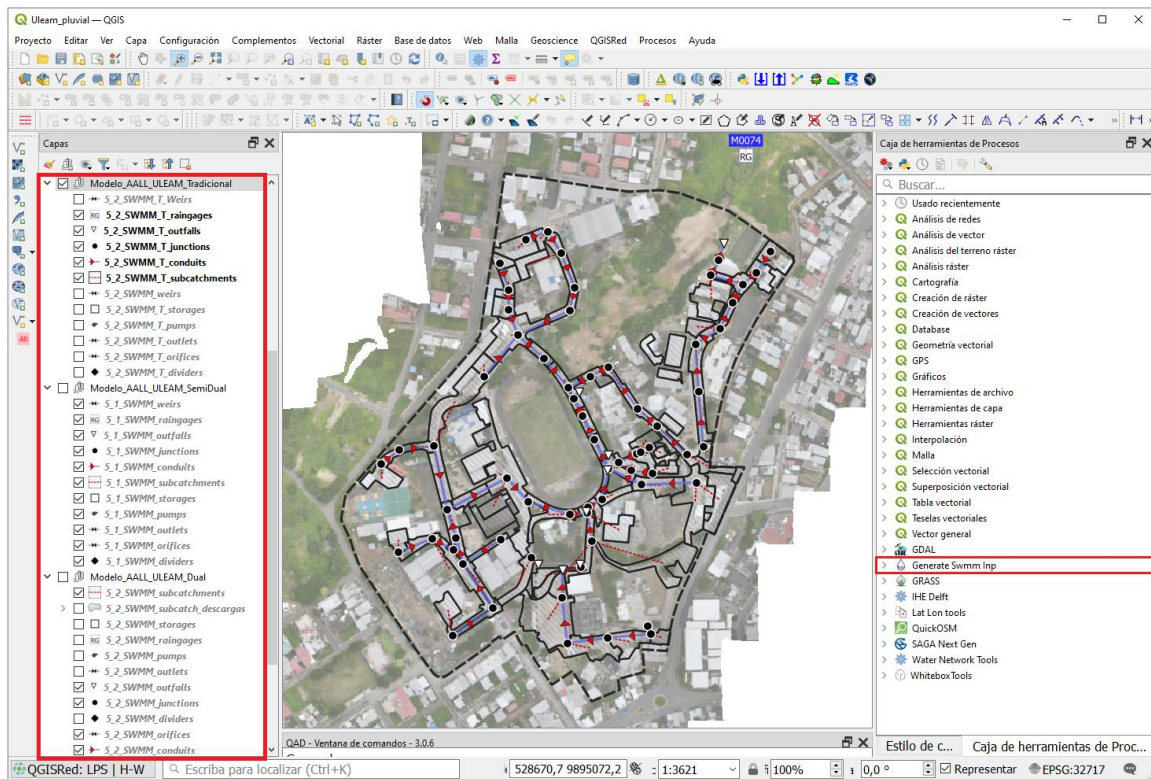 Uleam_pluvial — QGIS
Proyecto Editar Ver Capa Configuración Complementos Vectorial Ráster Base de datos Web Malla Geoscience QGISRed Procesos Ayuda
Capas
Modelo_AALL_ULEAM_Tradicional
5_2_SWMM_T_Weirs
RG 5_2_SWMM_T_raingages
5_2_SWMM_T_outfalls
5_2_SWMM_T_junctions
5_2_SWMM_T_conduits
5_2_SWMM_T_subcatchments
5_2_SWMM_weirs
5_2_SWMM_T_storages
5_2_SWMM_T_pumps
5_2_SWMM_T_outlets
5_2_SWMM_T_orifices
5_2_SWMM_T_dividers
Modelo_AALL_ULEAM_SemiDual
5_1_SWMM_weirs
RG 5_1_SWMM_raingages
5_1_SWMM_outfalls
5_1_SWMM_junctions
5_1_SWMM_conduits
5_1_SWMM_subcatchments
5_1_SWMM_storages
5_1_SWMM_pumps
5_1_SWMM_outlets
5_1_SWMM_orifices
5_1_SWMM_dividers
Modelo_AALL_ULEAM_Dual
5_2_SWMM_subcatchments
5_2_SWMM_subcatch_descargas
5_2_SWMM_storages
RG 5_2_SWMM_raingages
5_2_SWMM_pumps
5_2_SWMM_outlets
5_2_SWMM_outfalls
5_2_SWMM_junctions
5_2_SWMM_dividers
5_2_SWMM_orifices
5_2_SWMM_conduits
AD
M0074
RG
QAD - Ventana de comandos - 3.0.6
Caja de herramientas de Procesos
Buscar...
Usado recientemente
Análisis de redes
Análisis de vector
Análisis del terreno ráster
Análisis ráster
Cartografía
Creación de ráster
Creación de vectores
Database
Geometría vectorial
GPS
Gráficos
Herramientas de archivo
Herramientas de capa
Herramientas ráster
Interpolación
Malla
Selección vectorial
Superposición vectorial
Tabla vectorial
Teselas vectoriales
Vector general
GDAL
Generate Swmm Inp
GRASS
IHE Delft
Lat Lon tools
QuickOSM
SAGA Next Gen
Water Network Tools
WhiteboxTools
Estilo de c... Caja de herramientas de Proc...
QGISRed: LPS | H-W Escriba para localizar (Ctrl+K) 528670,7 9895072,2 1:3621 100% 0,0 ° Representar EPSG:32717